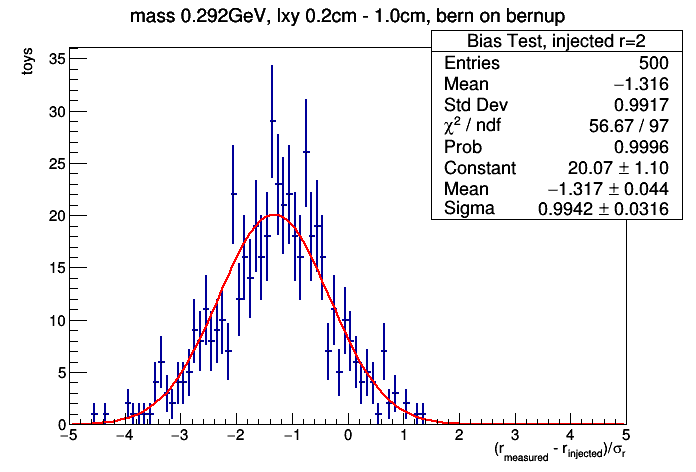 mass 0.292GeV, lxy 0.2cm - 1.0cm, bern on bernup
Bias Test, injected r=2
Entries 500
Mean −1.316
Std Dev 0.9917
χ² / ndf 56.67 / 97
Prob 0.9996
Constant 20.07 ± 1.10
Mean −1.317 ± 0.044
Sigma 0.9942 ± 0.0316
toys
35
30
25
20
15
10
5
0
−5 −4 −3 −2 −1 0 1 2 3 4 5
(r_measured - r_injected)/σ_r